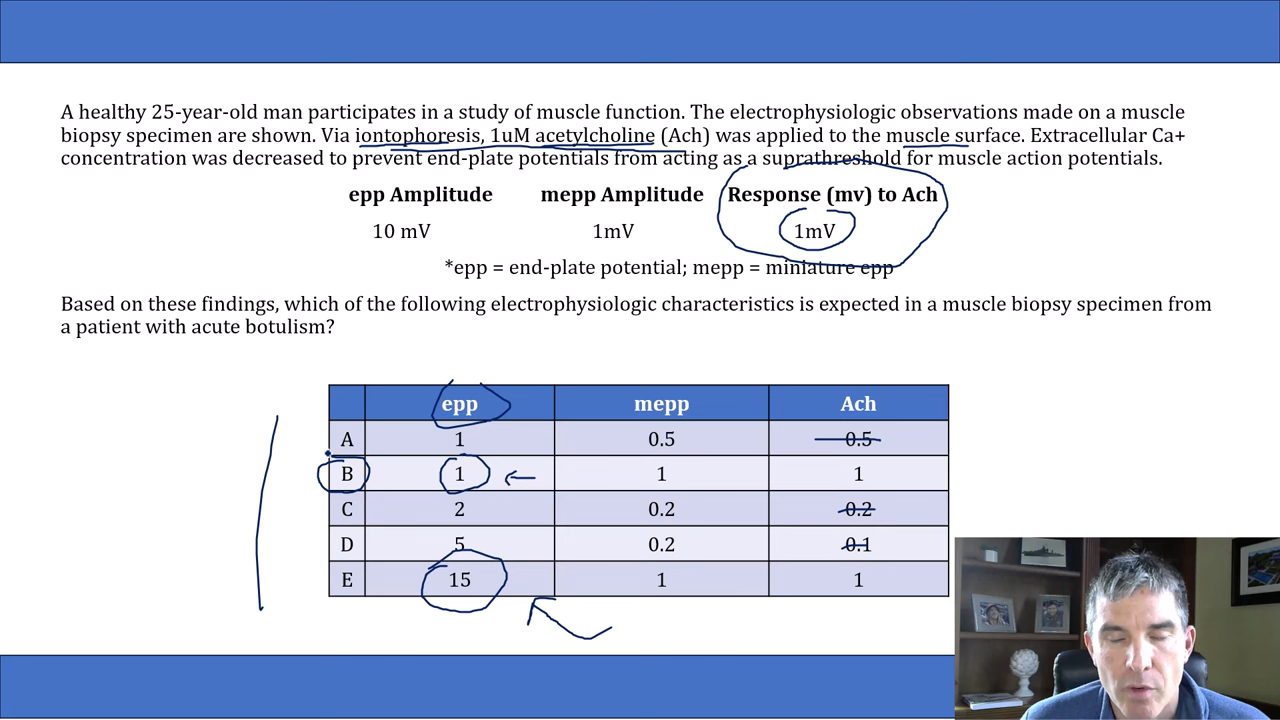 A healthy 25-year-old man participates in a study of muscle function. The electrophysiologic observations made on a muscle
biopsy specimen are shown. Via iontophoresis, 1uM acetylcholine (Ach) was applied to the muscle surface. Extracellular Ca+
concentration was decreased to prevent end-plate potentials from acting as a suprathreshold for muscle action potentials.
epp Amplitude mepp Amplitude Response (mv) to Ach
10 mV 1mV 1mV
*epp = end-plate potential; mepp = miniature epp
Based on these findings, which of the following electrophysiologic characteristics is expected in a muscle biopsy specimen from
a patient with acute botulism?
epp mepp Ach
A 1 0.5 0.5
B 1 1 1
C 2 0.2 0.2
D 5 0.2 0.1
E 15 1 1